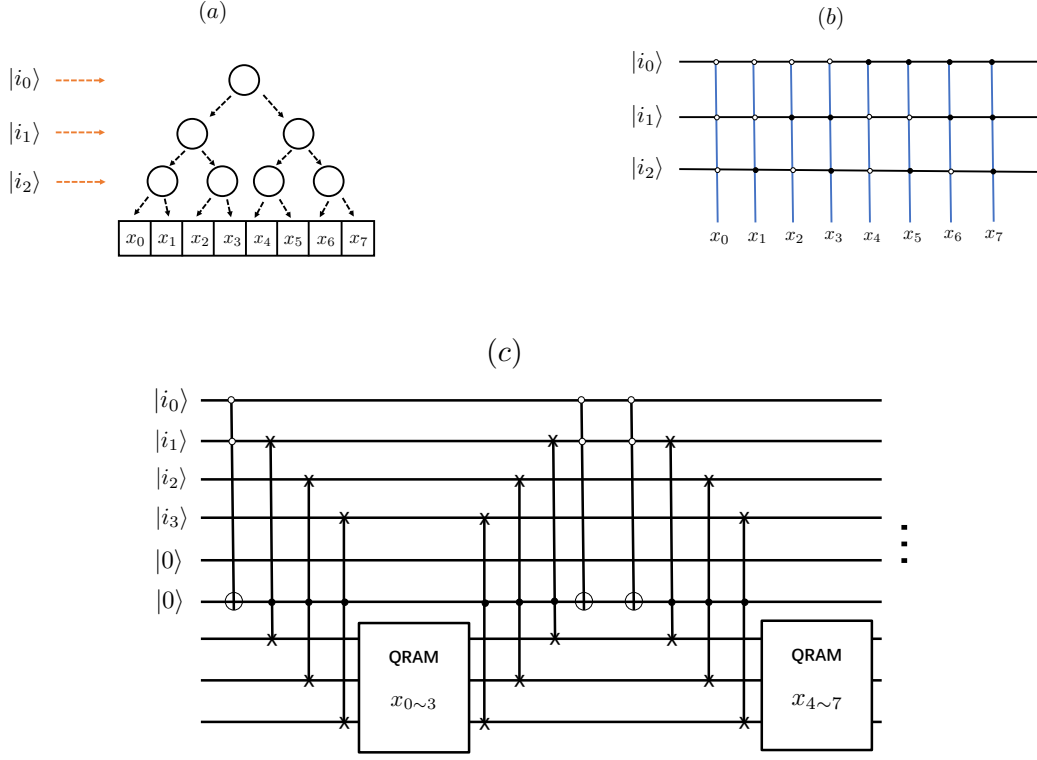 (a)
|i₀⟩
|i₁⟩
|i₂⟩
x₀ x₁ x₂ x₃ x₄ x₅ x₆ x₇
(b)
|i₀⟩
|i₁⟩
|i₂⟩
x₀ x₁ x₂ x₃ x₄ x₅ x₆ x₇
(c)
|i₀⟩
|i₁⟩
|i₂⟩
|i₃⟩
|0⟩
|0⟩
QRAM
x₀∼₃
QRAM
x₄∼₇